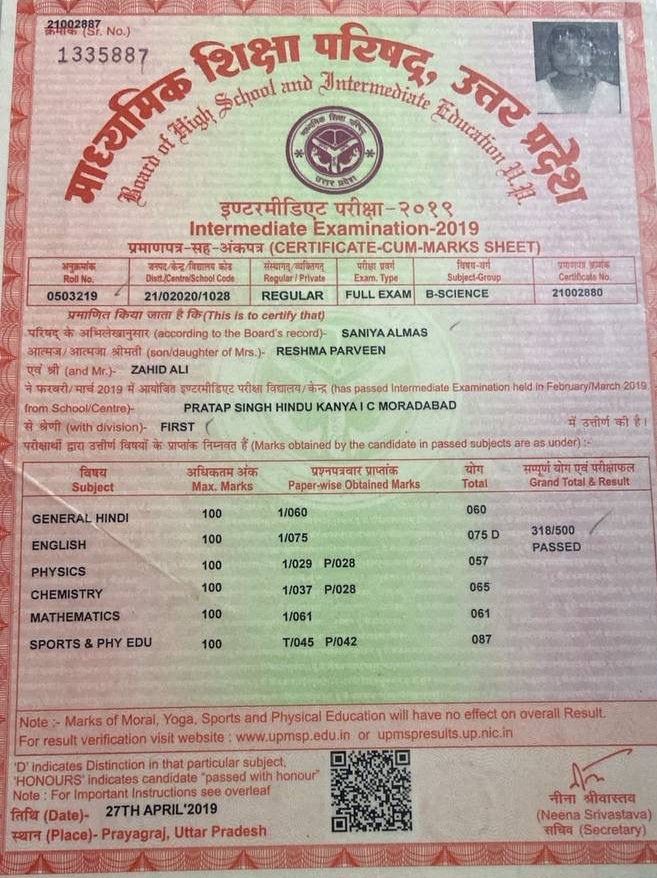 21002887
क्रमांक (Sr. No.)
1335887
माध्यमिक शिक्षा परिषद्, उत्तर प्रदेश
Board of High School and Intermediate Education U.P.
माध्यमिक शिक्षा परिषद
उत्तर प्रदेश
इण्टरमीडिएट परीक्षा-२०१९
Intermediate Examination-2019
प्रमाणपत्र-सह-अंकपत्र (CERTIFICATE-CUM-MARKS SHEET)
अनुक्रमांक जनपद/केन्द्र/विद्यालय कोड संस्थागत/व्यक्तिगत परीक्षा प्रकार विषय-वर्ग प्रमाणपत्र क्रमांक
Roll No. Distt./Centre/School Code Regular / Private Exam. Type Subject-Group Certificate No.
0503219 21/02020/1028 REGULAR FULL EXAM B-SCIENCE 21002880
प्रमाणित किया जाता है कि (This is to certify that)
परिषद् के अभिलेखानुसार (according to the Board's record)- SANIYA ALMAS
आत्मज/आत्मजा श्रीमती (son/daughter of Mrs.)- RESHMA PARVEEN
एवं श्री (and Mr.)- ZAHID ALI
ने फरवरी/मार्च 2019 में आयोजित इण्टरमीडिएट परीक्षा विद्यालय/केन्द्र (has passed Intermediate Examination held in February/March 2019
from School/Centre)- PRATAP SINGH HINDU KANYA I C MORADABAD
से श्रेणी (with division)- FIRST में उत्तीर्ण की है।
परीक्षार्थी द्वारा उत्तीर्ण विषयों के प्राप्तांक निम्नवत हैं (Marks obtained by the candidate in passed subjects are as under) :-
विषय अधिकतम अंक प्रश्नपत्रवार प्राप्तांक योग सम्पूर्ण योग एवं परीक्षाफल
Subject Max. Marks Paper-wise Obtained Marks Total Grand Total & Result
GENERAL HINDI 100 1/060 060
ENGLISH 100 1/075 075 D 318/500
PASSED
PHYSICS 100 1/029 P/028 057
CHEMISTRY 100 1/037 P/028 065
MATHEMATICS 100 1/061 061
SPORTS & PHY EDU 100 T/045 P/042 087
Note :- Marks of Moral, Yoga, Sports and Physical Education will have no effect on overall Result.
For result verification visit website : www.upmsp.edu.in or upmspresults.up.nic.in
'D' indicates Distinction in that particular subject,
'HONOURS' indicates candidate "passed with honour"
Note : For Important Instructions see overleaf
तिथि (Date)- 27TH APRIL'2019
स्थान (Place)- Prayagraj, Uttar Pradesh
नीना श्रीवास्तव
(Neena Srivastava)
सचिव (Secretary)